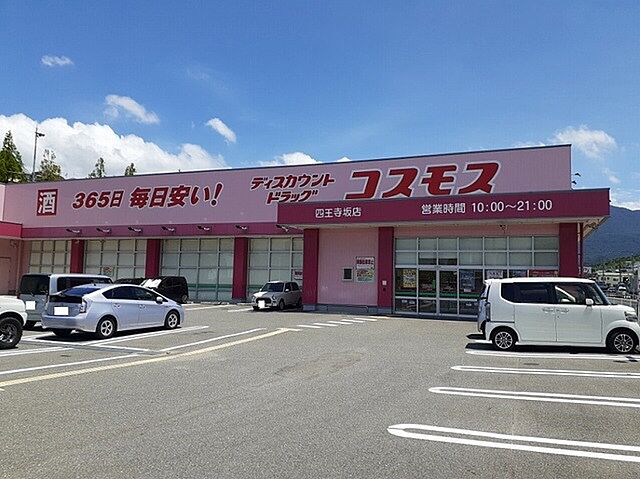 酒
365日 毎日安い!
ディスカウント
ドラッグ
コスモス
四王寺坂店
営業時間 10:00〜21:00